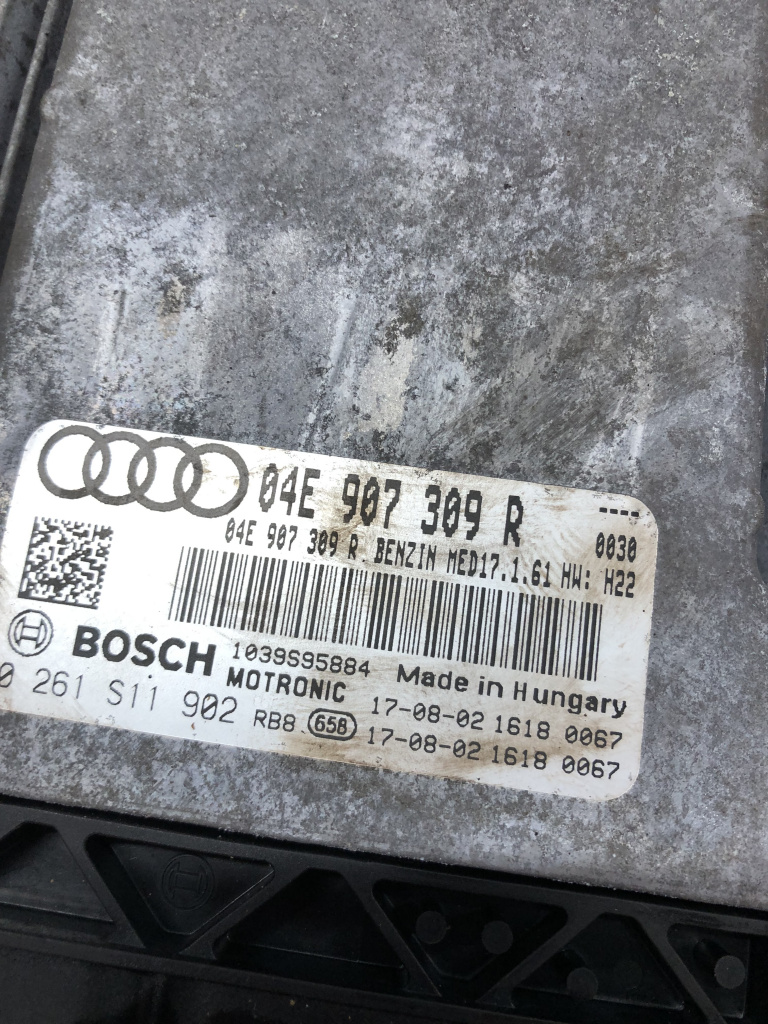 04E 907 309 R ----
04E 907 309 R BENZIN MED17.1.61 HW: H22 0030
BOSCH 1039S95884 Made in Hungary
MOTRONIC 17-08-02 1618 0067
0 261 S11 902 RB8. 658 17-08-02 1618 0067